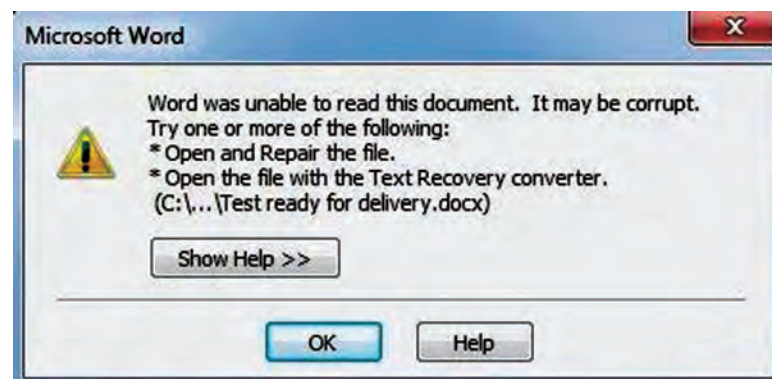 Microsoft Word
X
Word was unable to read this document. It may be corrupt.
Try one or more of the following:
* Open and Repair the file.
* Open the file with the Text Recovery converter.
(C:\...\Test ready for delivery.docx)
Show Help >>
OK
Help